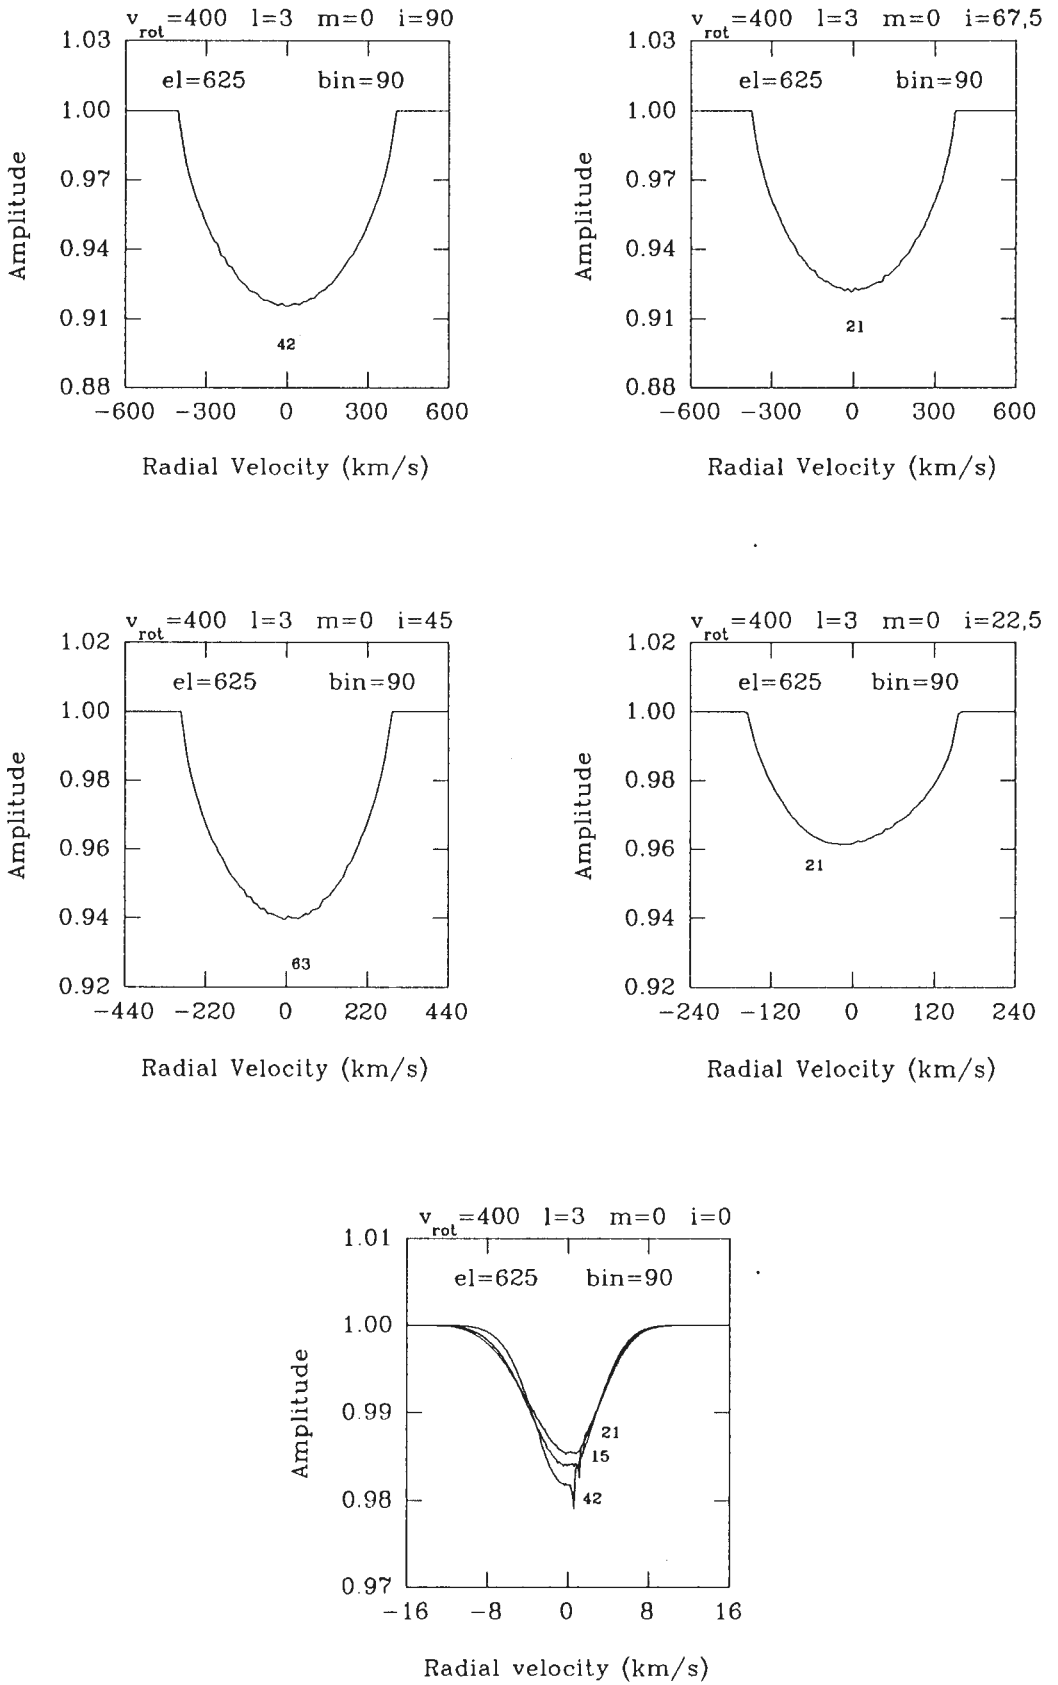 v_rot=400 l=3 m=0 i=90
1.03
el=625 bin=90
1.00
0.97
0.94
0.91
0.88
Amplitude
42
−600 −300 0 300 600
Radial Velocity (km/s)
v_rot=400 l=3 m=0 i=67,5
1.03
el=625 bin=90
1.00
0.97
0.94
0.91
0.88
Amplitude
21
−600 −300 0 300 600
Radial Velocity (km/s)
v_rot=400 l=3 m=0 i=45
1.02
el=625 bin=90
1.00
0.98
0.96
0.94
0.92
Amplitude
63
−440 −220 0 220 440
Radial Velocity (km/s)
v_rot=400 l=3 m=0 i=22,5
1.02
el=625 bin=90
1.00
0.98
0.96
0.94
0.92
Amplitude
21
−240 −120 0 120 240
Radial Velocity (km/s)
v_rot=400 l=3 m=0 i=0
1.01
el=625 bin=90
1.00
0.99
0.98
0.97
Amplitude
21
15
42
−16 −8 0 8 16
Radial velocity (km/s)